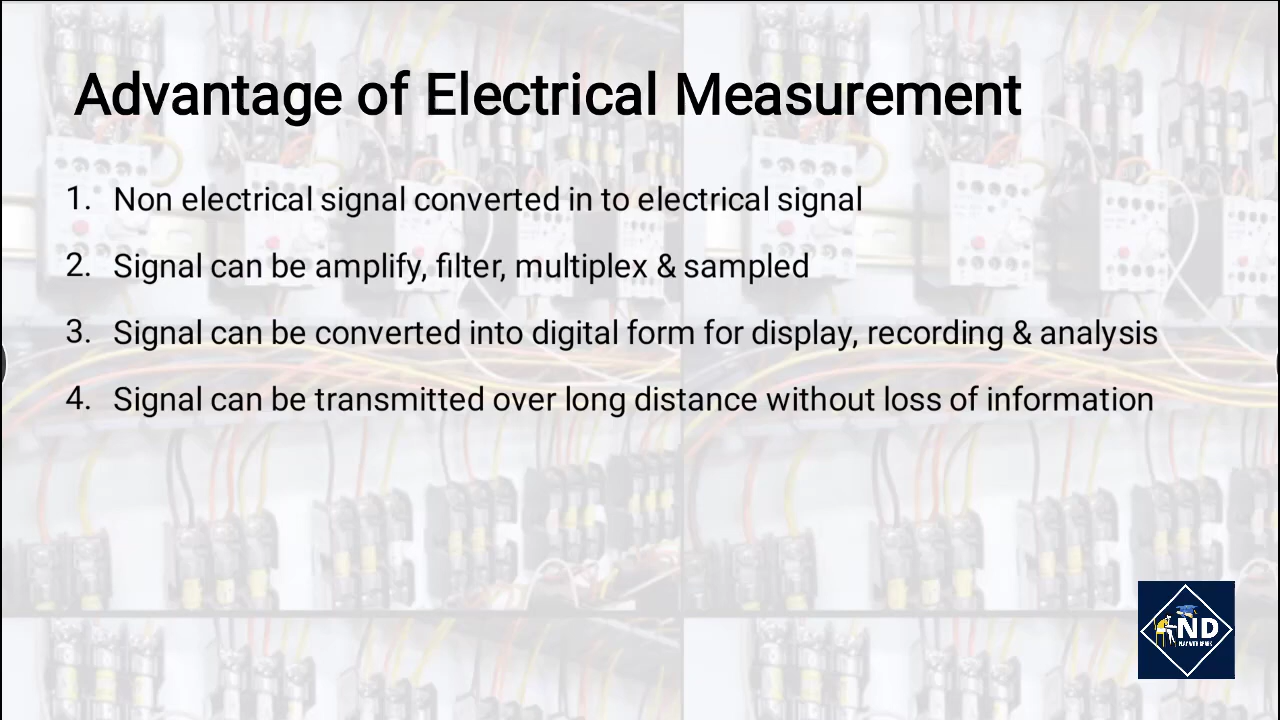 Advantage of Electrical Measurement
1. Non electrical signal converted in to electrical signal
2. Signal can be amplify, filter, multiplex & sampled
3. Signal can be converted into digital form for display, recording & analysis
4. Signal can be transmitted over long distance without loss of information
ND